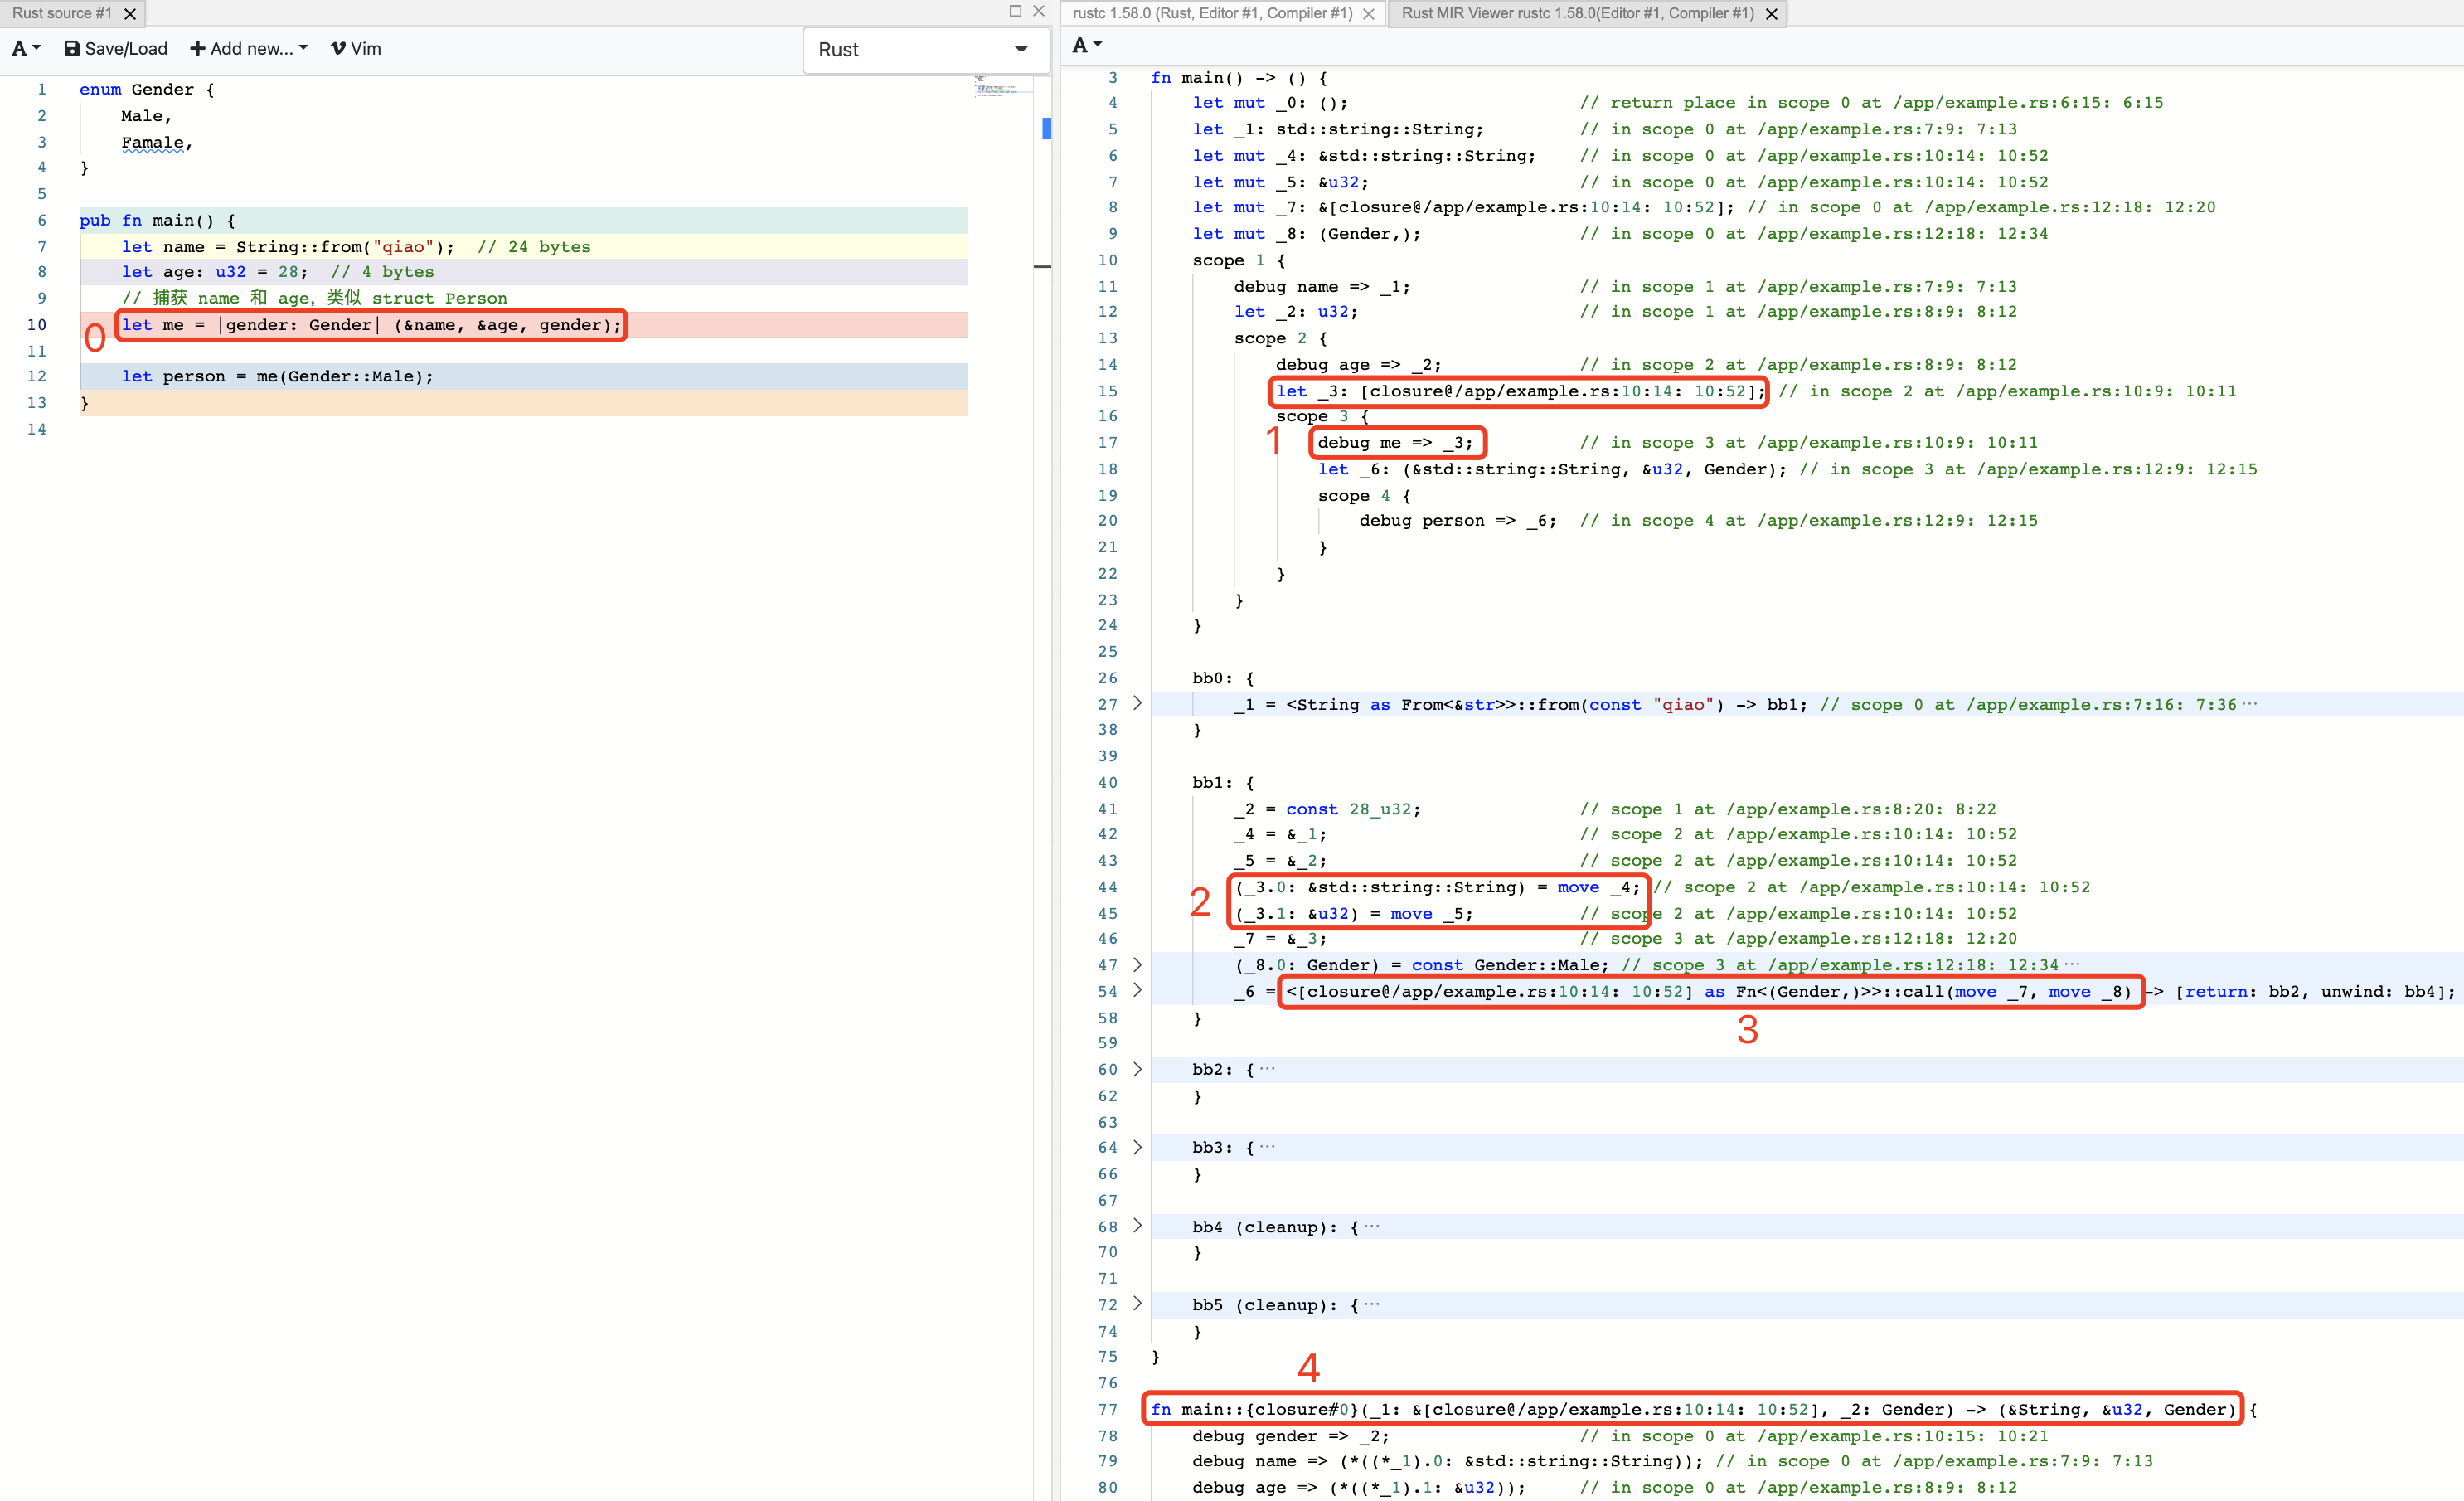 Rust source #1
A
Save/Load
Add new...
Vim
Rust
1 enum Gender {
2 Male,
3 Famale,
4 }
5
6 pub fn main() {
7 let name = String::from("qiao"); // 24 bytes
8 let age: u32 = 28; // 4 bytes
9 // 捕获 name 和 age, 类似 struct Person
10 let me = |gender: Gender| (&name, &age, gender);
0
11
12 let person = me(Gender::Male);
13 }
14
rustc 1.58.0 (Rust, Editor #1, Compiler #1)
Rust MIR Viewer rustc 1.58.0(Editor #1, Compiler #1)
A
3 fn main() -> () {
4 let mut _0: (); // return place in scope 0 at /app/example.rs:6:15: 6:15
5 let _1: std::string::String; // in scope 0 at /app/example.rs:7:9: 7:13
6 let mut _4: &std::string::String; // in scope 0 at /app/example.rs:10:14: 10:52
7 let mut _5: &u32; // in scope 0 at /app/example.rs:10:14: 10:52
8 let mut _7: &[closure@/app/example.rs:10:14: 10:52]; // in scope 0 at /app/example.rs:12:18: 12:20
9 let mut _8: (Gender,); // in scope 0 at /app/example.rs:12:18: 12:34
10 scope 1 {
11 debug name => _1; // in scope 1 at /app/example.rs:7:9: 7:13
12 let _2: u32; // in scope 1 at /app/example.rs:8:9: 8:12
13 scope 2 {
14 debug age => _2; // in scope 2 at /app/example.rs:8:9: 8:12
15 let _3: [closure@/app/example.rs:10:14: 10:52]; // in scope 2 at /app/example.rs:10:9: 10:11
16 scope 3 {
1
17 debug me => _3; // in scope 3 at /app/example.rs:10:9: 10:11
18 let _6: (&std::string::String, &u32, Gender); // in scope 3 at /app/example.rs:12:9: 12:15
19 scope 4 {
20 debug person => _6; // in scope 4 at /app/example.rs:12:9: 12:15
21 }
22 }
23 }
24 }
25
26 bb0: {
27 _1 = <String as From<&str>>::from(const "qiao") -> bb1; // scope 0 at /app/example.rs:7:16: 7:36 ···
38 }
39
40 bb1: {
41 _2 = const 28_u32; // scope 1 at /app/example.rs:8:20: 8:22
42 _4 = &_1; // scope 2 at /app/example.rs:10:14: 10:52
43 _5 = &_2; // scope 2 at /app/example.rs:10:14: 10:52
44 (_3.0: &std::string::String) = move _4; // scope 2 at /app/example.rs:10:14: 10:52
2
45 (_3.1: &u32) = move _5; // scope 2 at /app/example.rs:10:14: 10:52
46 _7 = &_3; // scope 3 at /app/example.rs:12:18: 12:20
47 (_8.0: Gender) = const Gender::Male; // scope 3 at /app/example.rs:12:18: 12:34 ···
54 _6 = <[closure@/app/example.rs:10:14: 10:52] as Fn<(Gender,)>>::call(move _7, move _8) -> [return: bb2, unwind: bb4];
58 }
3
59
60 bb2: { ···
62 }
63
64 bb3: { ···
66 }
67
68 bb4 (cleanup): { ···
70 }
71
72 bb5 (cleanup): { ···
74 }
75 }
4
76
77 fn main::{closure#0}(_1: &[closure@/app/example.rs:10:14: 10:52], _2: Gender) -> (&String, &u32, Gender) {
78 debug gender => _2; // in scope 0 at /app/example.rs:10:15: 10:21
79 debug name => (*((*_1).0: &std::string::String)); // in scope 0 at /app/example.rs:7:9: 7:13
80 debug age => (*((*_1).1: &u32)); // in scope 0 at /app/example.rs:8:9: 8:12